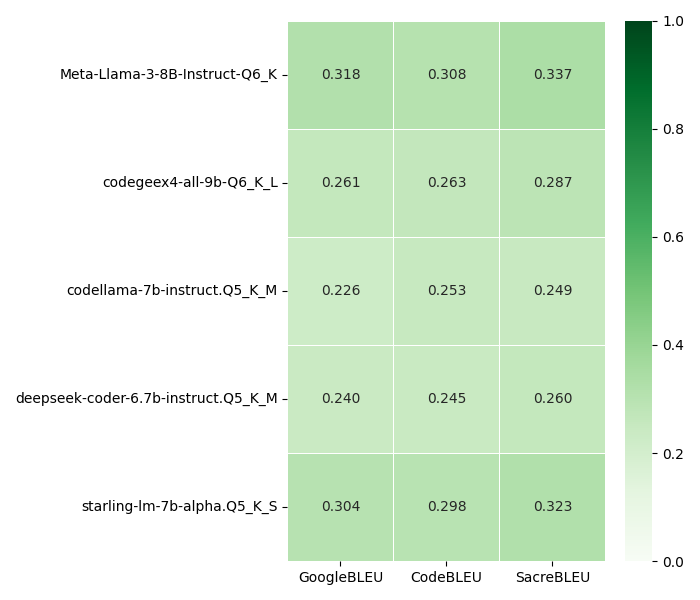 Meta-Llama-3-8B-Instruct-Q6_K 0.318 0.308 0.337
codegeex4-all-9b-Q6_K_L 0.261 0.263 0.287
codellama-7b-instruct.Q5_K_M 0.226 0.253 0.249
deepseek-coder-6.7b-instruct.Q5_K_M 0.240 0.245 0.260
starling-lm-7b-alpha.Q5_K_S 0.304 0.298 0.323
GoogleBLEU CodeBLEU SacreBLEU
1.0
0.8
0.6
0.4
0.2
0.0